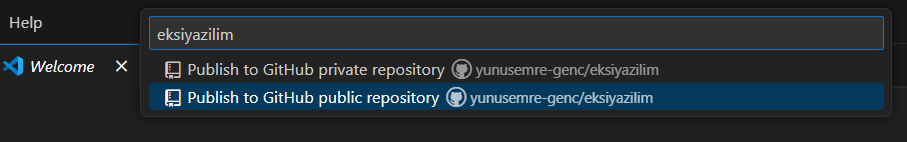 Help
eksiyazilim
Welcome
Publish to GitHub private repository yunusemre-genc/eksiyazilim
Publish to GitHub public repository yunusemre-genc/eksiyazilim